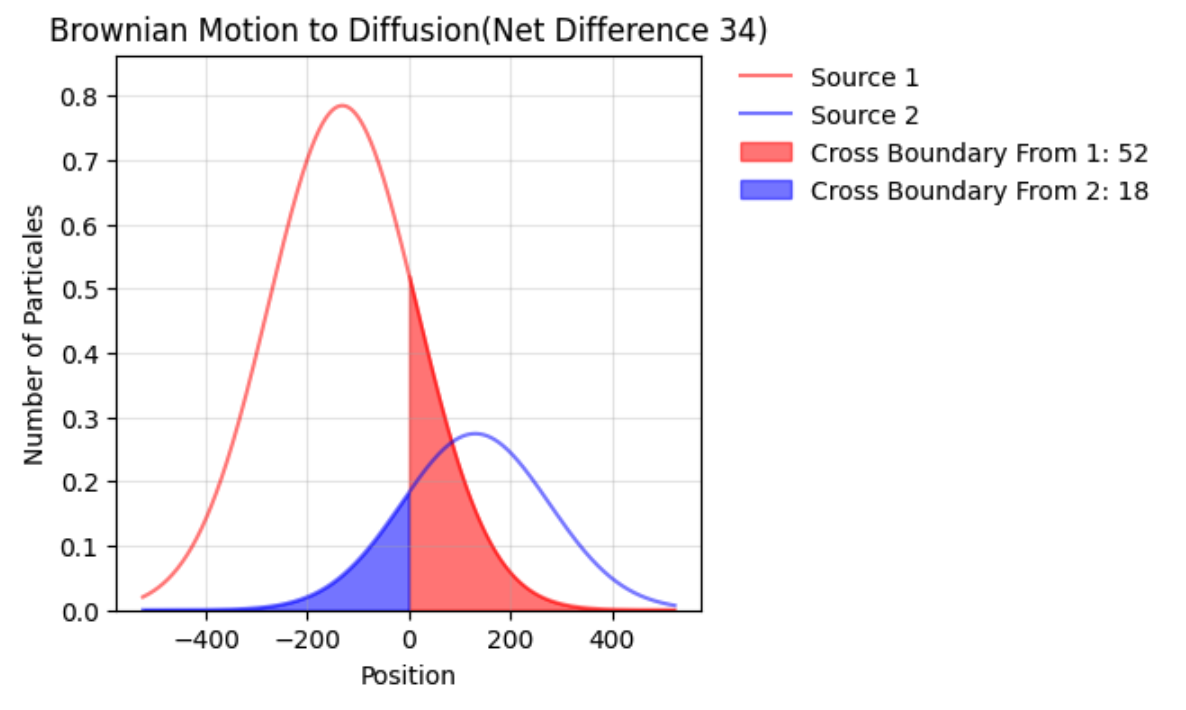 Brownian Motion to Diffusion(Net Difference 34)
Source 1
Source 2
Cross Boundary From 1: 52
Cross Boundary From 2: 18
Number of Particales
0.8
0.7
0.6
0.5
0.4
0.3
0.2
0.1
0.0
−400
−200
0
200
400
Position